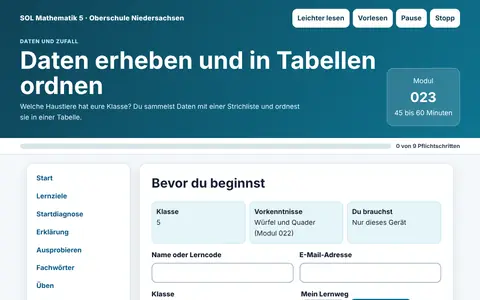 SOL Mathematik 5 · Oberschule Niedersachsen
Leichter lesen
Vorlesen
Pause
Stopp
DATEN UND ZUFALL
Daten erheben und in Tabellen
ordnen
Welche Haustiere hat eure Klasse? Du sammelst Daten mit einer Strichliste und ordnest
sie in einer Tabelle.
Modul
023
45 bis 60 Minuten
0 von 9 Pflichtschritten
Start
Lernziele
Startdiagnose
Erklärung
Ausprobieren
Fachwörter
Üben
Bevor du beginnst
Klasse
5
Vorkenntnisse
Würfel und Quader
(Modul 022)
Du brauchst
Nur dieses Gerät
Name oder Lerncode
E-Mail-Adresse
Klasse
Mein Lernweg